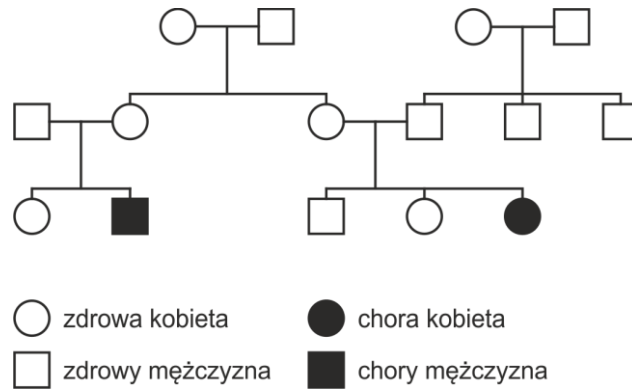 zdrowa kobieta
chora kobieta
zdrowy mężczyzna
chory mężczyzna